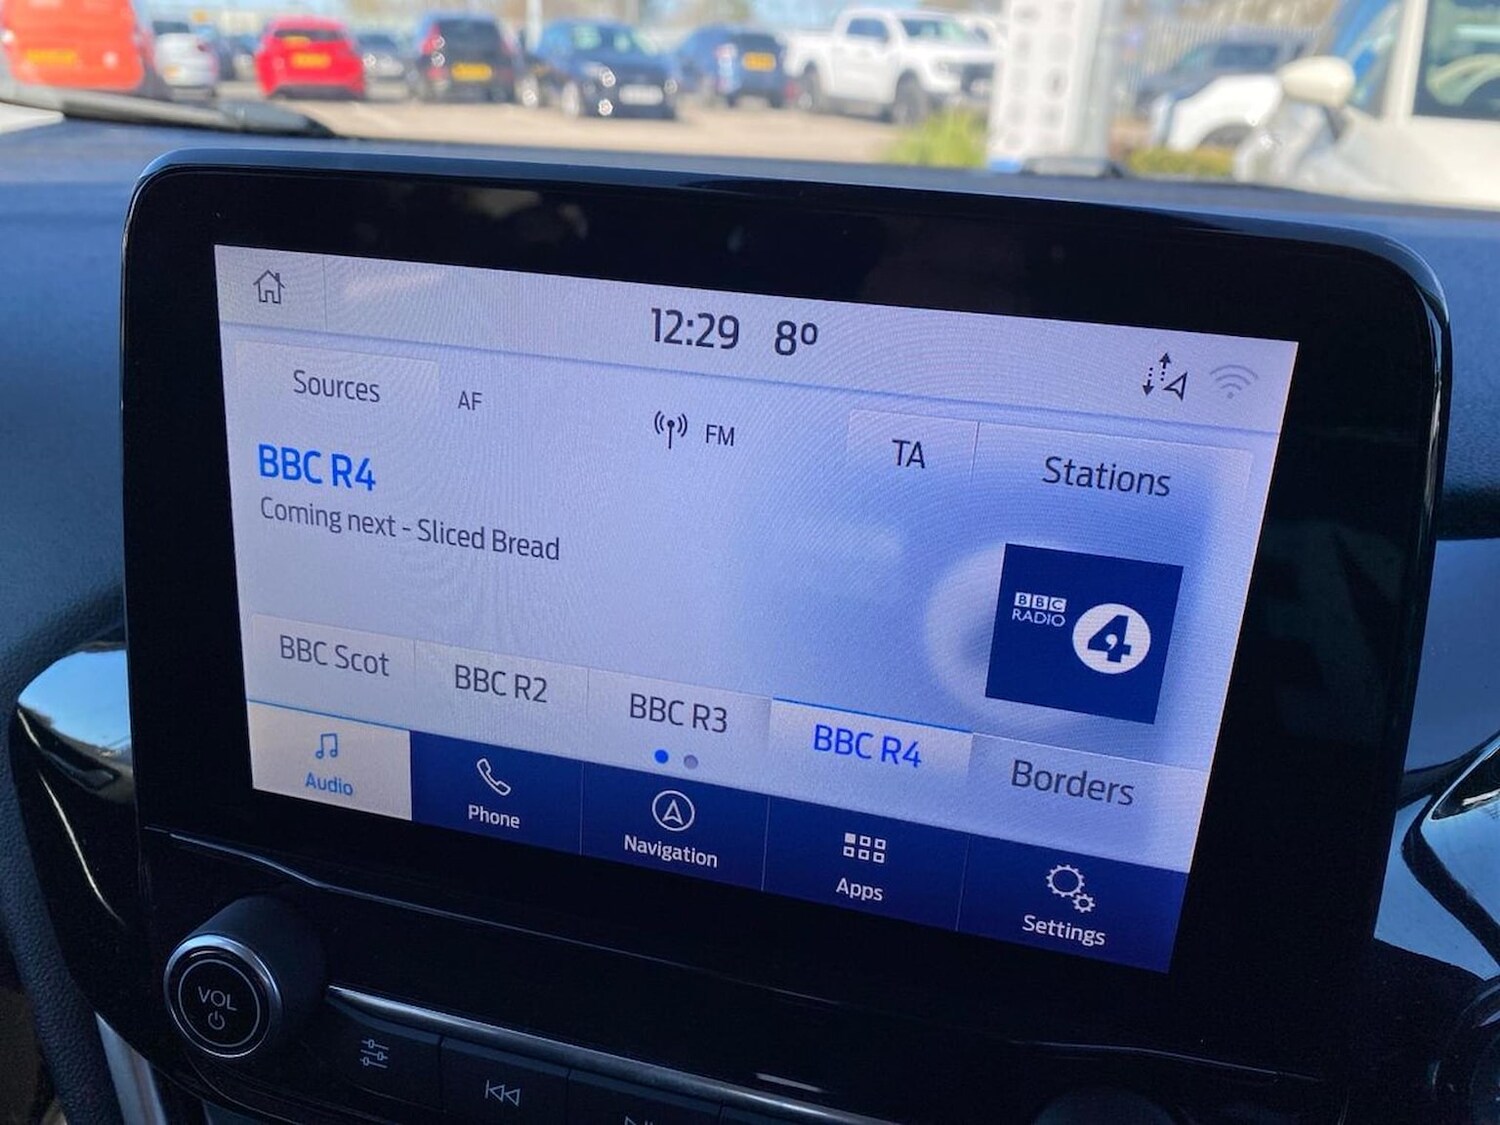 12:29 8º
Sources AF FM TA Stations
BBC R4
Coming next - Sliced Bread
BBC
RADIO
4
BBC Scot BBC R2 BBC R3 BBC R4 Borders
Audio Phone Navigation Apps Settings
VOL